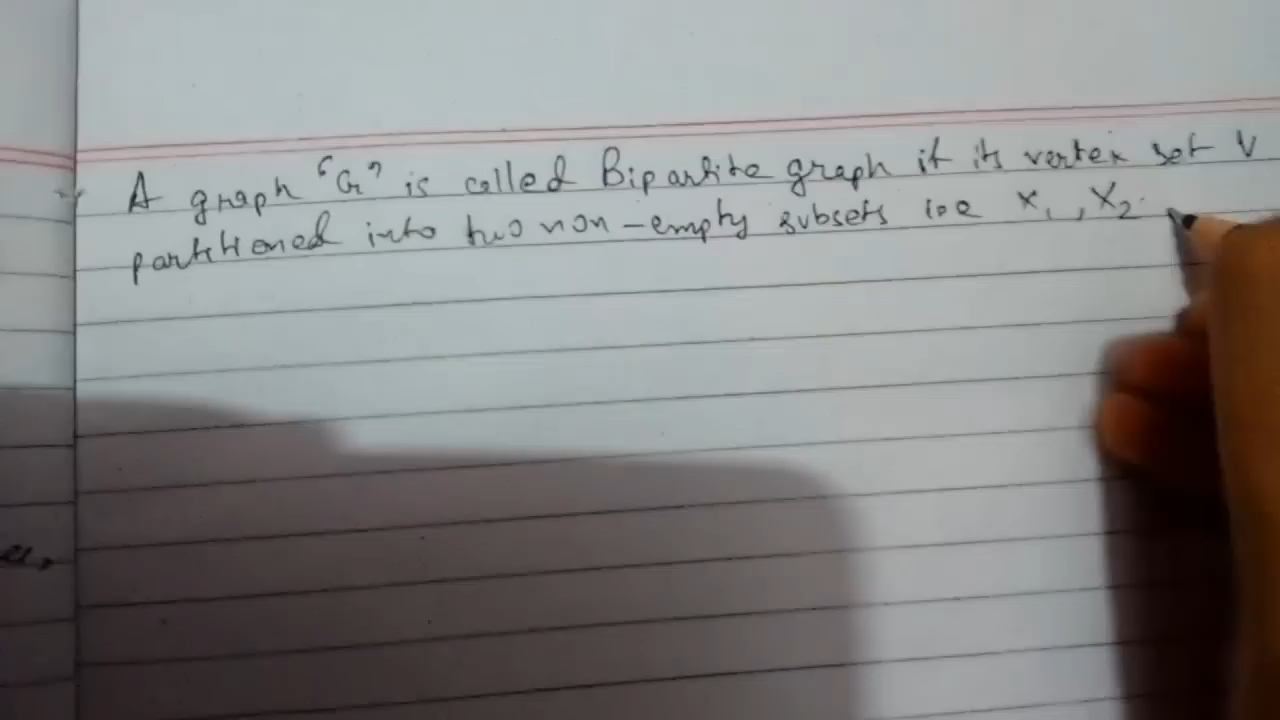 A graph 'G' is called Bipartite graph if its vertex set V
partitioned into two non-empty subsets i.e X1, X2.